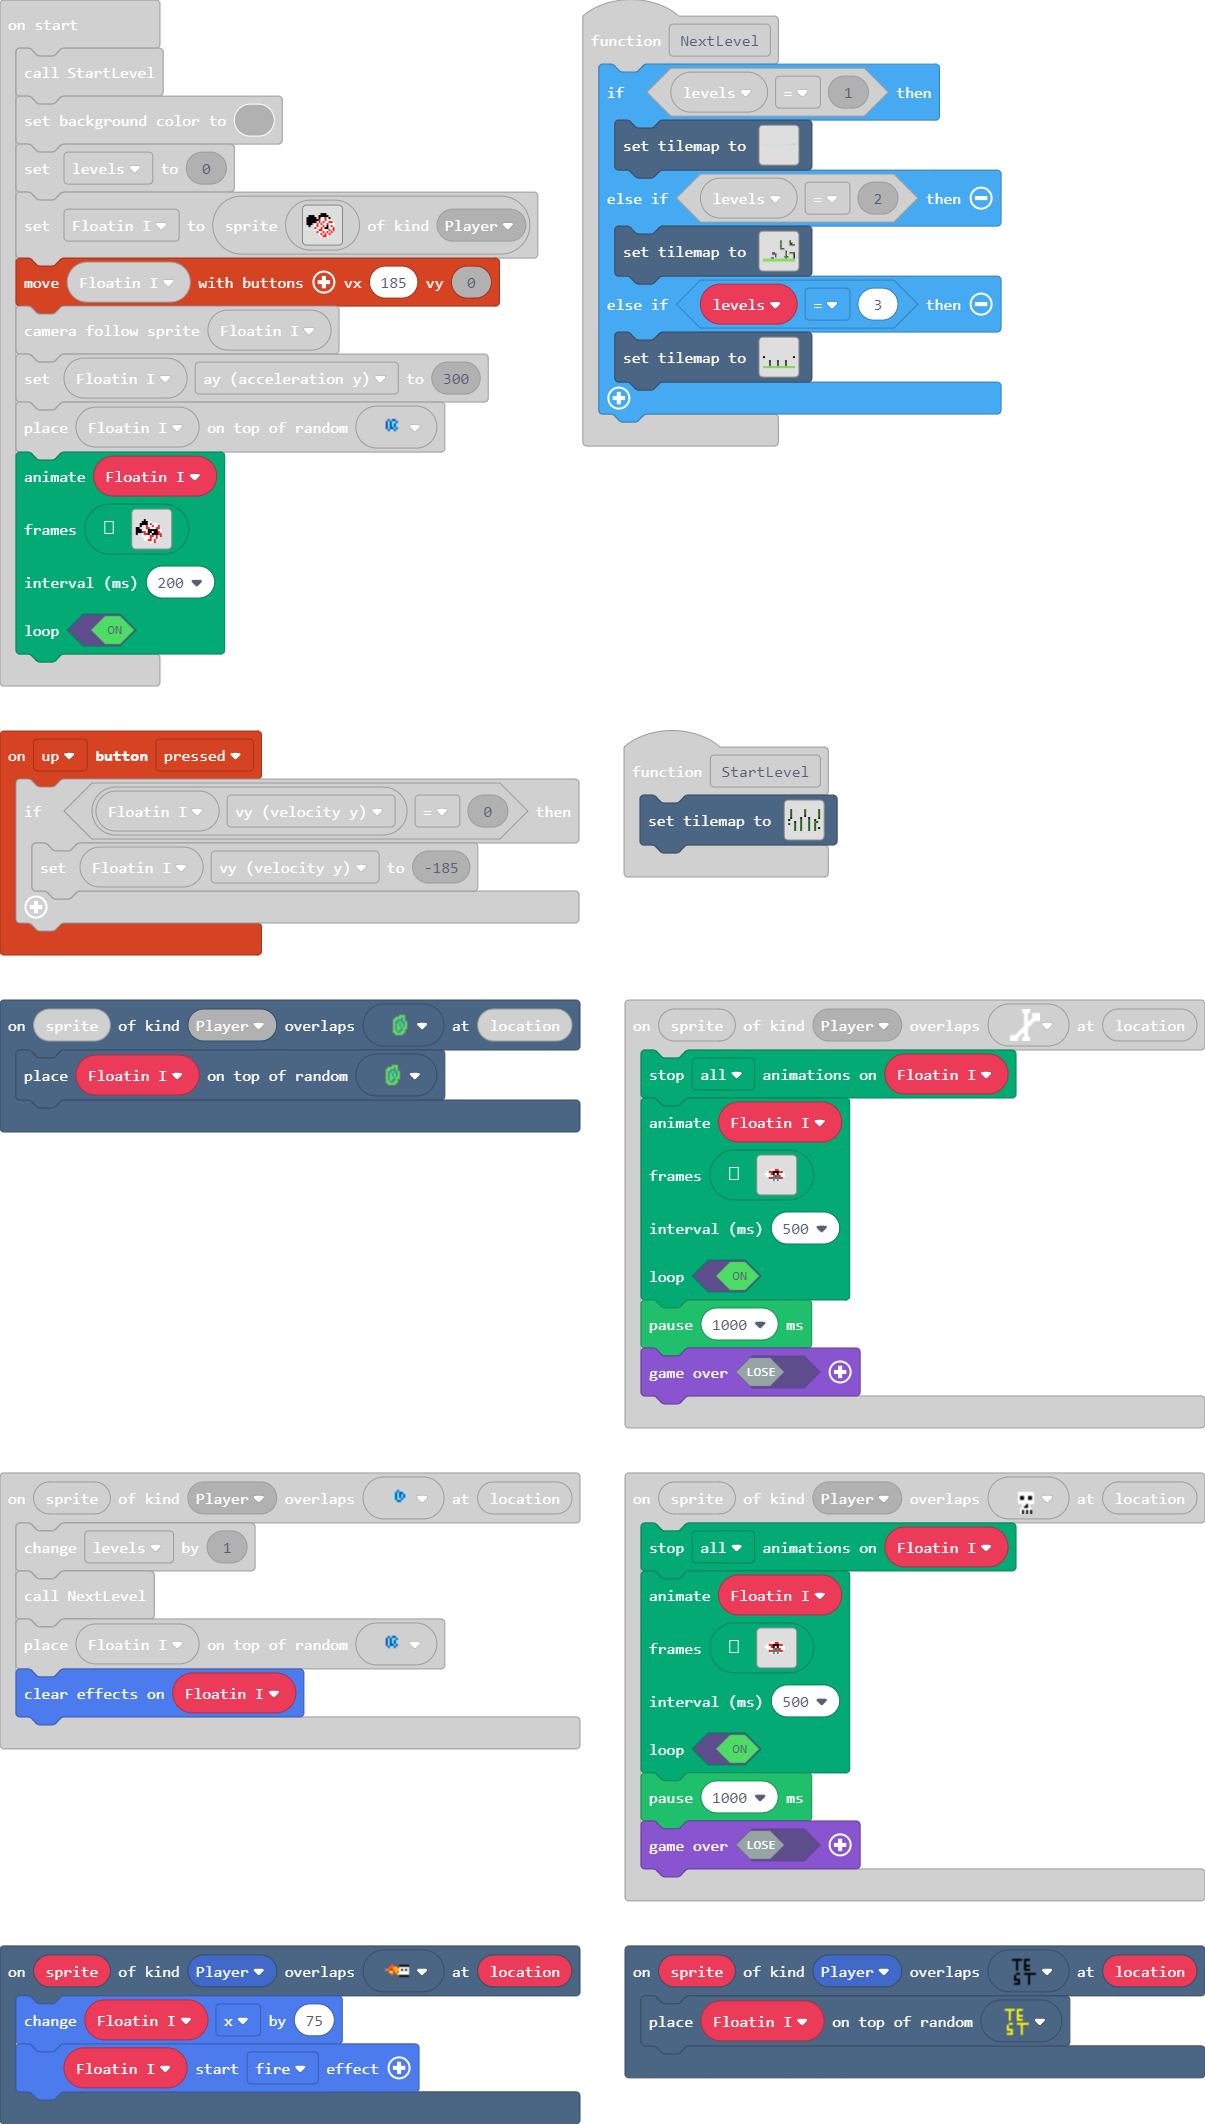 on start
call StartLevel
set background color to
set levels to 0
set Floatin I to sprite of kind Player
move Floatin I with buttons vx 185 vy 0
camera follow sprite Floatin I
set Floatin I ay (acceleration y) to 300
place Floatin I on top of random
animate Floatin I
frames
interval (ms) 200
loop ON
function NextLevel
if levels = 1 then
set tilemap to
else if levels = 2 then
set tilemap to
else if levels = 3 then
set tilemap to
on up button pressed
if Floatin I vy (velocity y) = 0 then
set Floatin I vy (velocity y) to -185
function StartLevel
set tilemap to
on sprite of kind Player overlaps at location
place Floatin I on top of random
on sprite of kind Player overlaps at location
stop all animations on Floatin I
animate Floatin I
frames
interval (ms) 500
loop ON
pause 1000 ms
game over LOSE
on sprite of kind Player overlaps at location
change levels by 1
call NextLevel
place Floatin I on top of random
clear effects on Floatin I
on sprite of kind Player overlaps at location
stop all animations on Floatin I
animate Floatin I
frames
interval (ms) 500
loop ON
pause 1000 ms
game over LOSE
on sprite of kind Player overlaps at location
change Floatin I x by 75
Floatin I start fire effect
on sprite of kind Player overlaps TEST at location
place Floatin I on top of random TEST